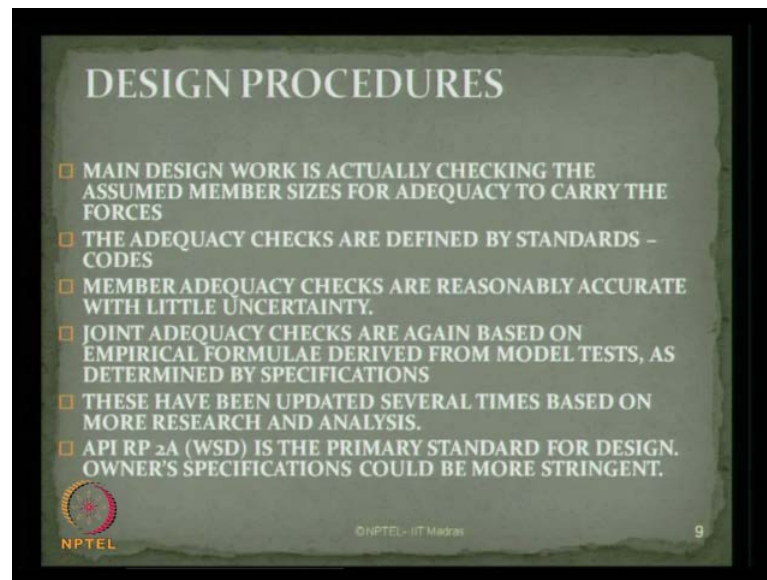 DESIGN PROCEDURES
MAIN DESIGN WORK IS ACTUALLY CHECKING THE
ASSUMED MEMBER SIZES FOR ADEQUACY TO CARRY THE
FORCES
THE ADEQUACY CHECKS ARE DEFINED BY STANDARDS –
CODES
MEMBER ADEQUACY CHECKS ARE REASONABLY ACCURATE
WITH LITTLE UNCERTAINTY.
JOINT ADEQUACY CHECKS ARE AGAIN BASED ON
EMPIRICAL FORMULAE DERIVED FROM MODEL TESTS, AS
DETERMINED BY SPECIFICATIONS
THESE HAVE BEEN UPDATED SEVERAL TIMES BASED ON
MORE RESEARCH AND ANALYSIS.
API RP 2A (WSD) IS THE PRIMARY STANDARD FOR DESIGN.
OWNER'S SPECIFICATIONS COULD BE MORE STRINGENT.
NPTEL
©NPTEL- IIT Madras
9